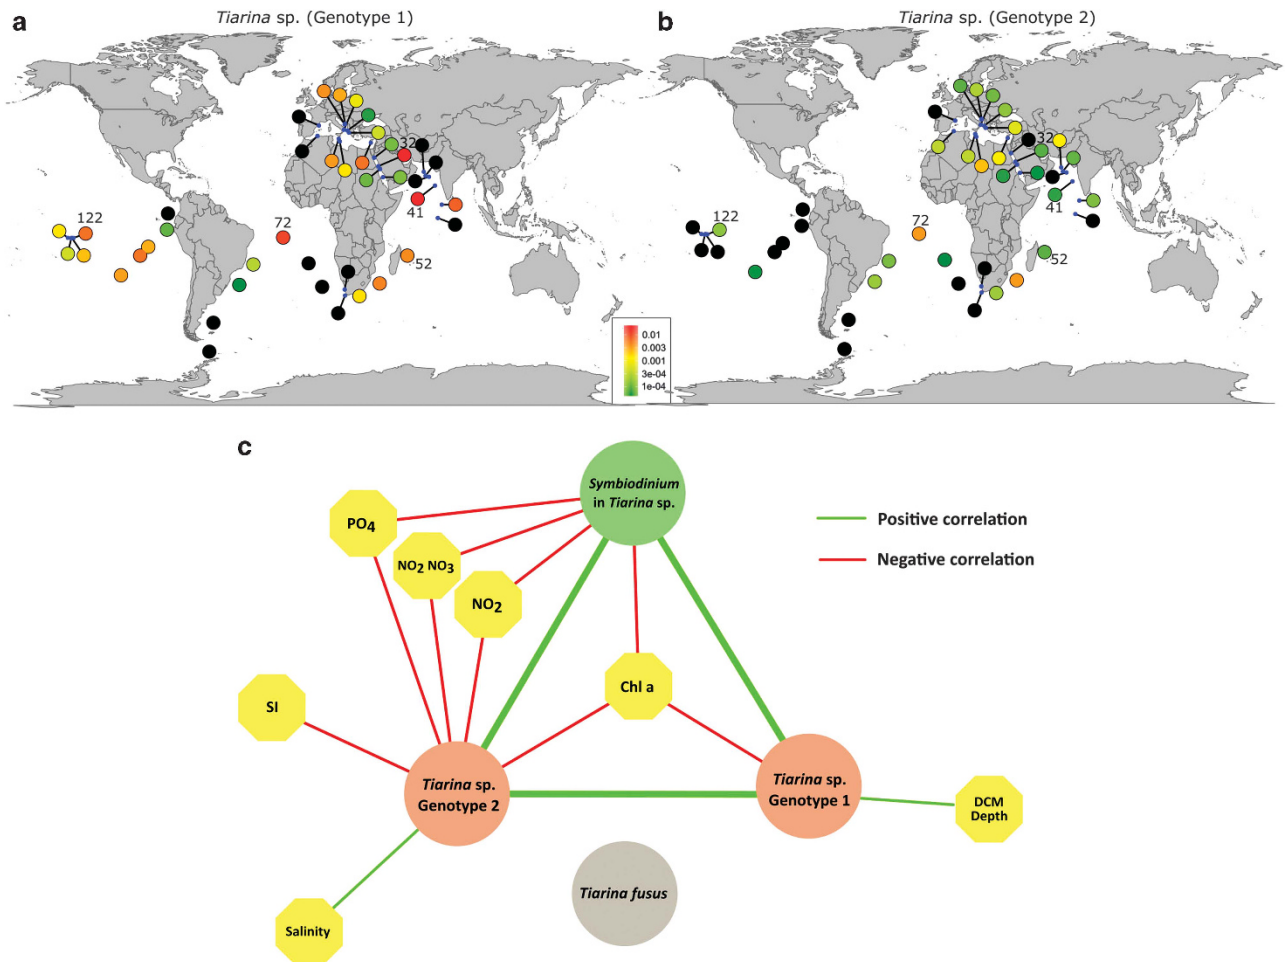 a
Tiarina sp. (Genotype 1)
b
Tiarina sp. (Genotype 2)
32
41
122
72
52
32
41
122
72
52
0.01
0.003
0.001
3e-04
1e-04
c
Symbiodinium
in Tiarina sp.
PO4
NO2 NO3
NO2
Positive correlation
Negative correlation
Chl a
SI
Tiarina sp.
Genotype 2
Tiarina sp.
Genotype 1
DCM
Depth
Tiarina fusus
Salinity